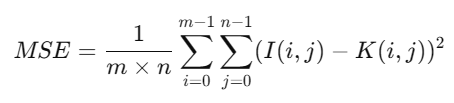 MSE = \frac{1}{m \times n} \sum_{i=0}^{m-1} \sum_{j=0}^{n-1} (I(i,j) - K(i,j))^2